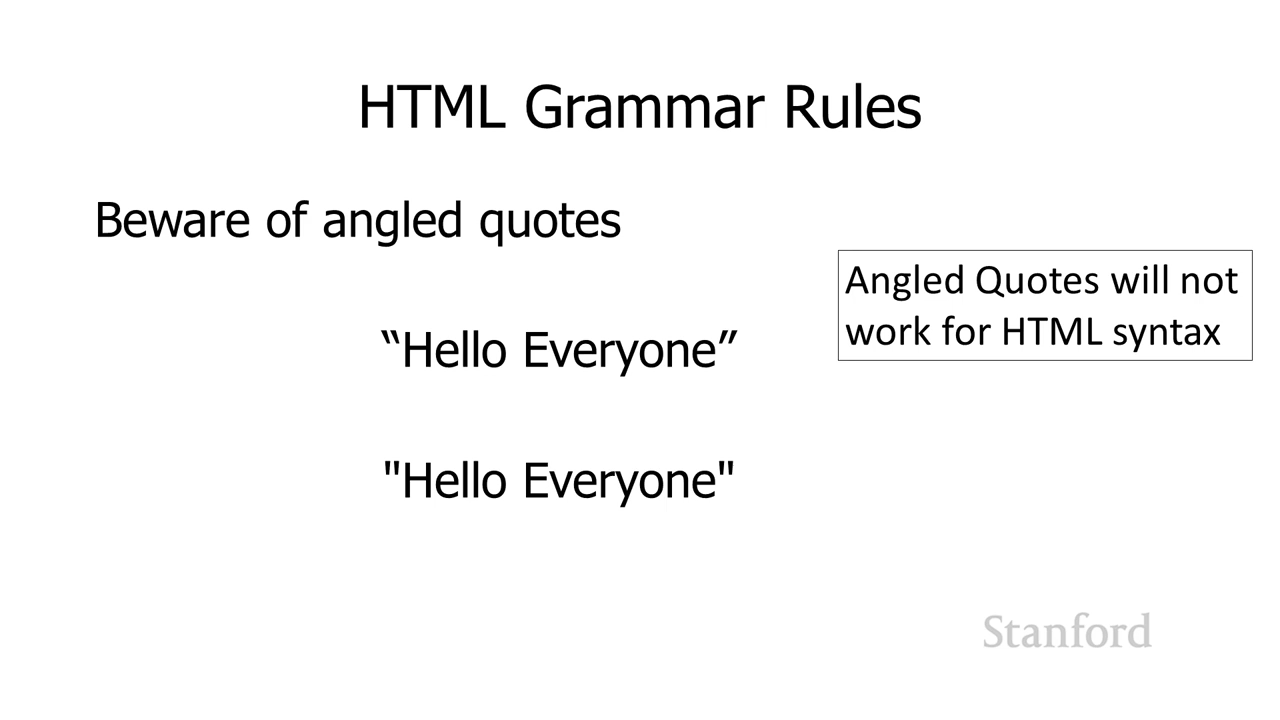 HTML Grammar Rules
Beware of angled quotes
Angled Quotes will not
work for HTML syntax
“Hello Everyone”
"Hello Everyone"
Stanford